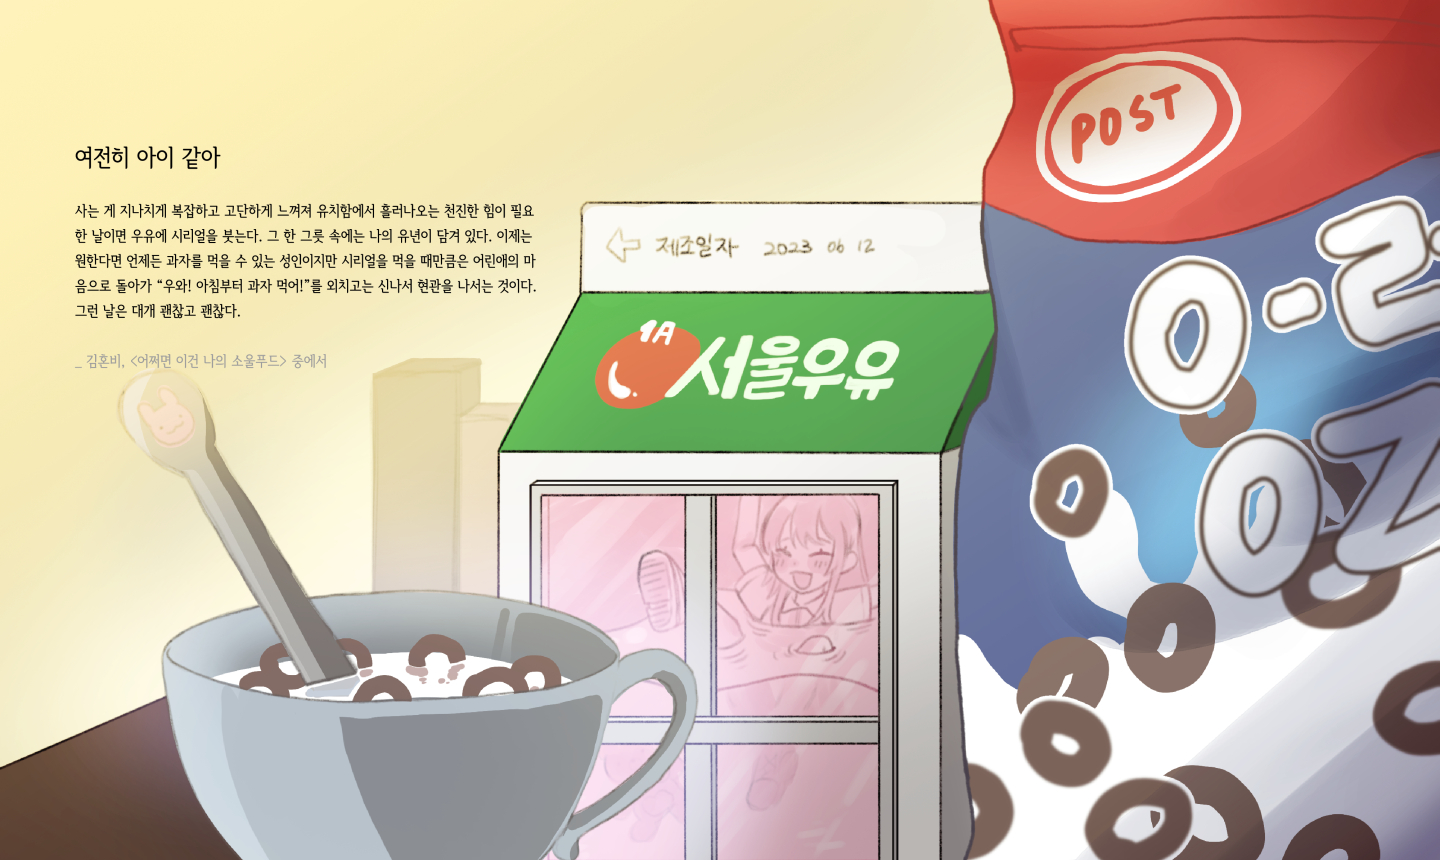 여전히 아이 같아
사는 게 지나치게 복잡하고 고단하게 느껴져 유치함에서 흘러나오는 천진한 힘이 필요
한 날이면 우유에 시리얼을 붓는다. 그 한 그릇 속에는 나의 유년이 담겨 있다. 이제는
원한다면 언제든 과자를 먹을 수 있는 성인이지만 시리얼을 먹을 때만큼은 어린애의 마
음으로 돌아가 “우와! 아침부터 과자 먹어!”를 외치고는 신나서 현관을 나서는 것이다.
그런 날은 대개 괜찮고 괜찮다.
_ 김혼비, <어쩌면 이건 나의 소울푸드> 중에서
제조일자 2023 06 12
1A
서울우유
POST
O-2
OZ